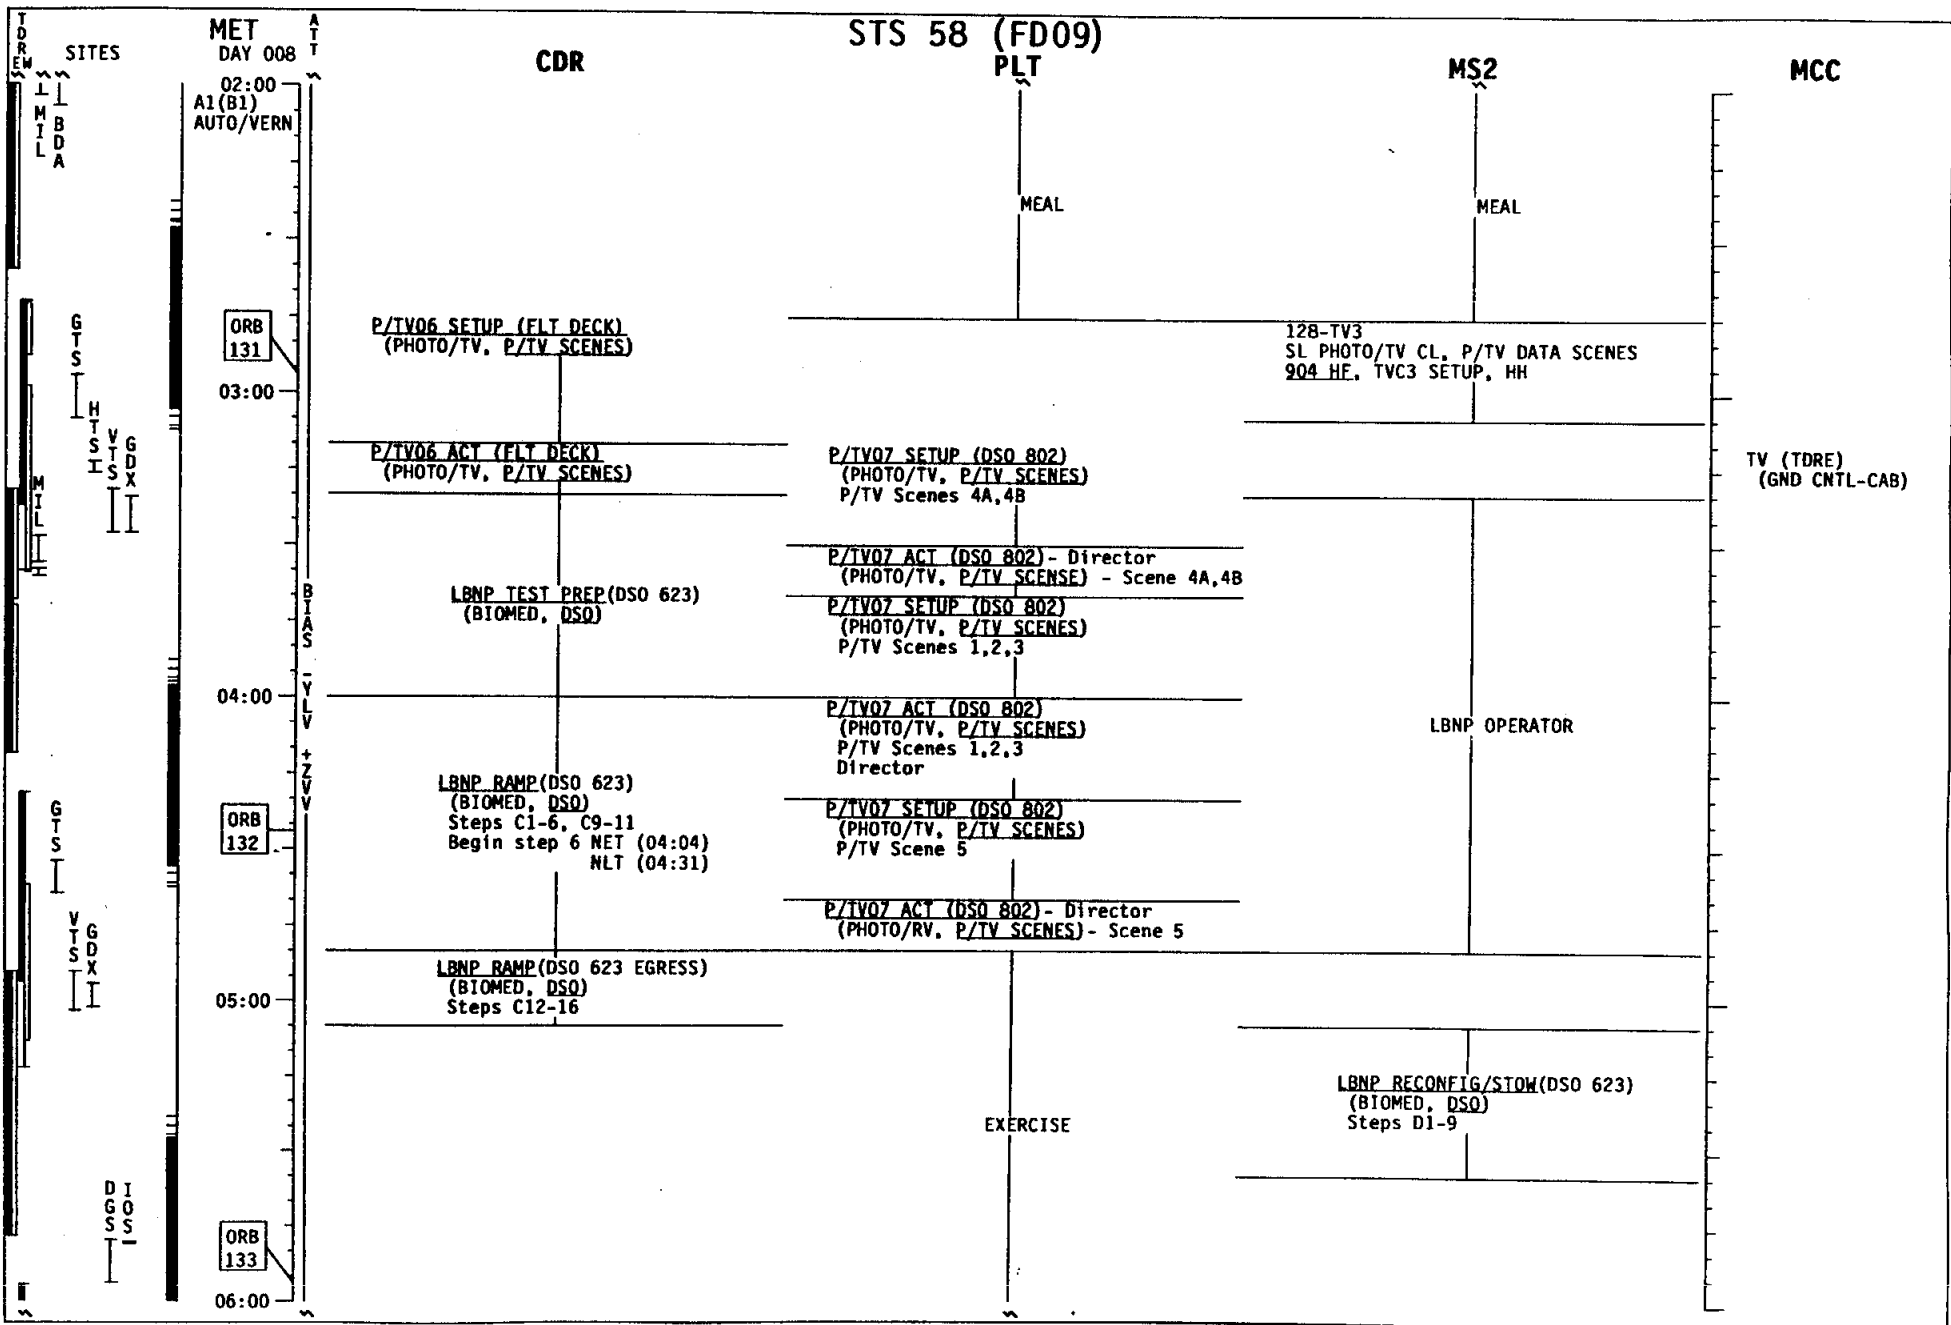 STS 58 (FD09)
TDRE W
SITES
MET
DAY 008
ATT
CDR
PLT
MS2
MCC
MIL
BDA
02:00
A1(B1)
AUTO/VERN
MEAL
MEAL
GTS
ORB
131
P/TV06 SETUP (FLT DECK)
(PHOTO/TV, P/TV SCENES)
128-TV3
SL PHOTO/TV CL, P/TV DATA SCENES
904 HF, TVC3 SETUP, HH
03:00
HTS
VTS
GDX
MIL
P/TV06 ACT (FLT DECK)
(PHOTO/TV, P/TV SCENES)
P/TV07 SETUP (DSO 802)
(PHOTO/TV, P/TV SCENES)
P/TV Scenes 4A,4B
TV (TDRE)
(GND CNTL-CAB)
P/TV07 ACT (DSO 802)- Director
(PHOTO/TV, P/TV SCENSE) - Scene 4A,4B
BIAS -YLV +ZVV
LBNP TEST PREP(DSO 623)
(BIOMED, DSO)
P/TV07 SETUP (DSO 802)
(PHOTO/TV, P/TV SCENES)
P/TV Scenes 1,2,3
04:00
P/TV07 ACT (DSO 802)
(PHOTO/TV, P/TV SCENES)
P/TV Scenes 1,2,3
Director
LBNP OPERATOR
GTS
ORB
132
LBNP RAMP(DSO 623)
(BIOMED, DSO)
Steps C1-6, C9-11
Begin step 6 NET (04:04)
NLT (04:31)
P/TV07 SETUP (DSO 802)
(PHOTO/TV, P/TV SCENES)
P/TV Scene 5
VTS
GDX
P/TV07 ACT (DSO 802)- Director
(PHOTO/RV, P/TV SCENES)- Scene 5
LBNP RAMP(DSO 623 EGRESS)
(BIOMED, DSO)
Steps C12-16
05:00
EXERCISE
LBNP RECONFIG/STOW(DSO 623)
(BIOMED, DSO)
Steps D1-9
DGS
IOS
ORB
133
06:00